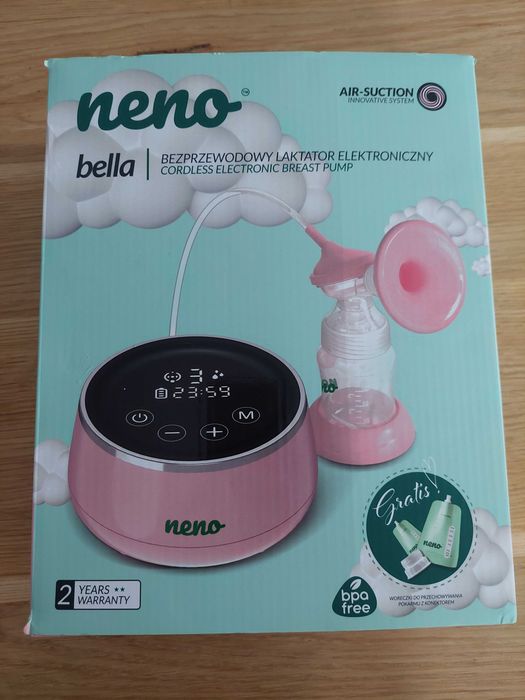 neno™
AIR-SUCTION
INNOVATIVE SYSTEM
bella
BEZPRZEWODOWY LAKTATOR ELEKTRONICZNY
CORDLESS ELECTRONIC BREAST PUMP
3
23:59
M
neno
neno
Gratis!
neno
2 YEARS **
WARRANTY
bpa
free
WORECZKI DO PRZECHOWYWANIA
POKARMU Z KONEKTOREM